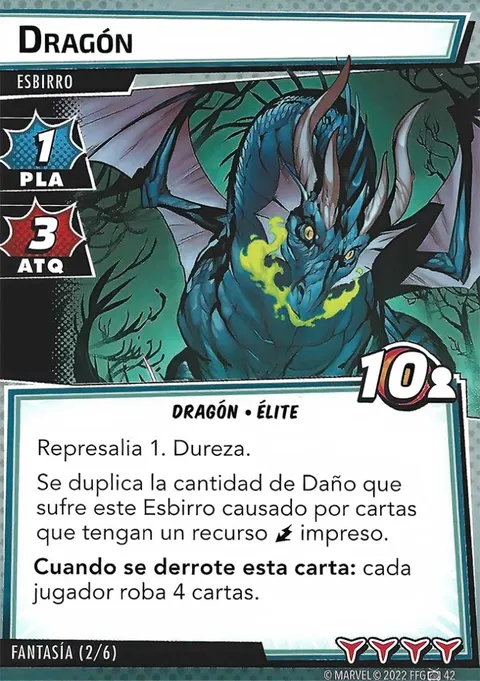 DRAGÓN
ESBIRRO
1
PLA
3
ATQ
10
DRAGÓN • ÉLITE
Represalia 1. Dureza.
Se duplica la cantidad de Daño que
sufre este Esbirro causado por cartas
que tengan un recurso impreso.
Cuando se derrote esta carta: cada
jugador roba 4 cartas.
FANTASÍA (2/6)
© MARVEL © 2022 FFG 42